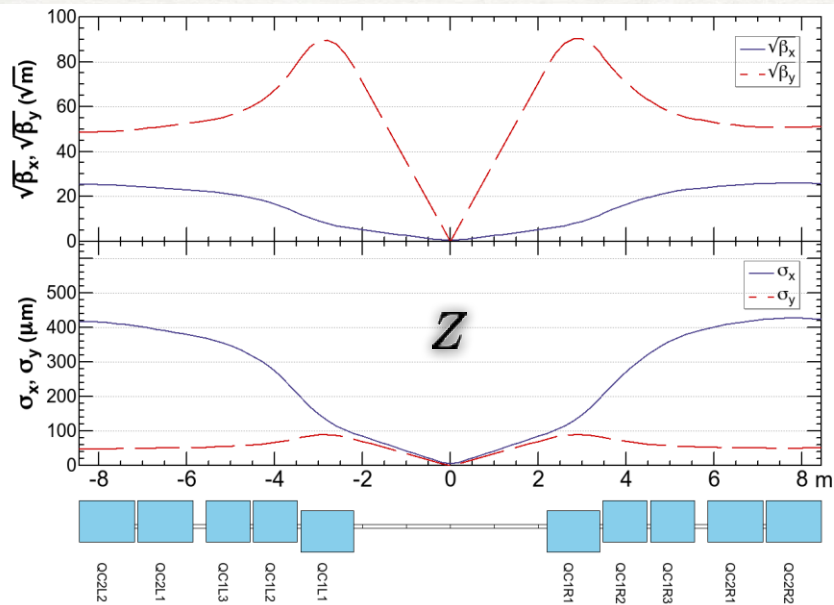 100
80
60
40
20
0
√βx, √βy (√m)
√βx
√βy
500
400
300
200
100
0
σx, σy (μm)
σx
σy
Z
-8 -6 -4 -2 0 2 4 6 8 m
QC2L2 QC2L1 QC1L3 QC1L2 QC1L1 QC1R1 QC1R2 QC1R3 QC2R1 QC2R2